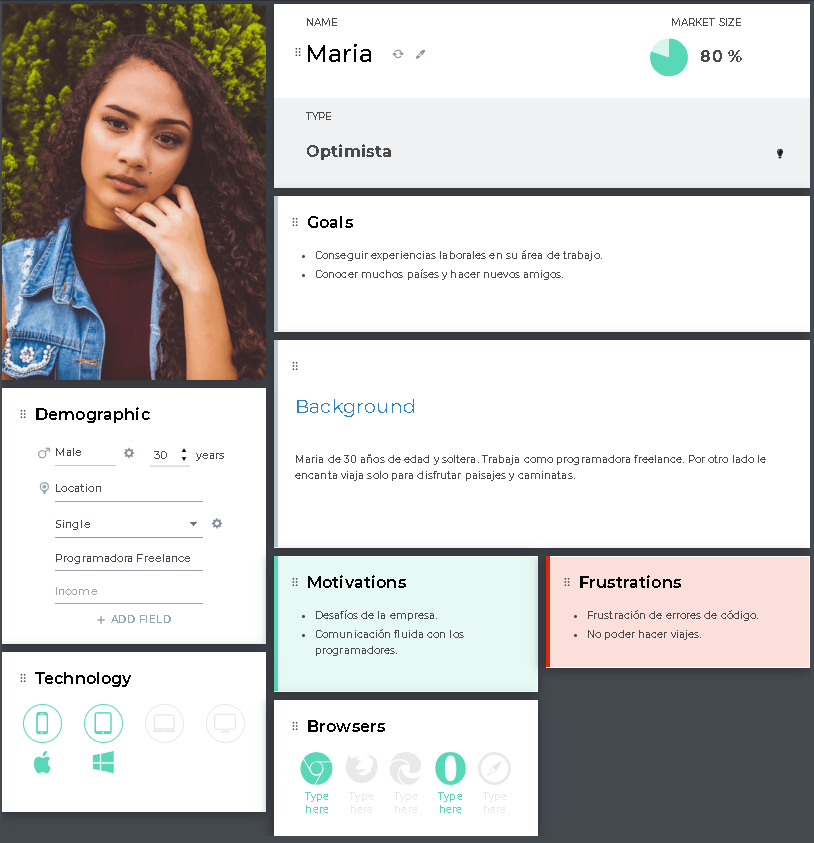 NAME
Maria
MARKET SIZE
80 %
TYPE
Optimista
Goals
Conseguir experiencias laborales en su área de trabajo.
Conocer muchos países y hacer nuevos amigos.
Background
Maria de 30 años de edad y soltera. Trabaja como programadora freelance. Por otro lado le
encanta viaja solo para disfrutar paisajes y caminatas.
Demographic
Male 30 years
Location
Single
Programadora Freelance
Income
+ ADD FIELD
Motivations
Desafíos de la empresa.
Comunicación fluida con los
programadores.
Frustrations
Frustración de errores de código.
No poder hacer viajes.
Technology
Browsers
Type Type Type Type Type
here here here here here